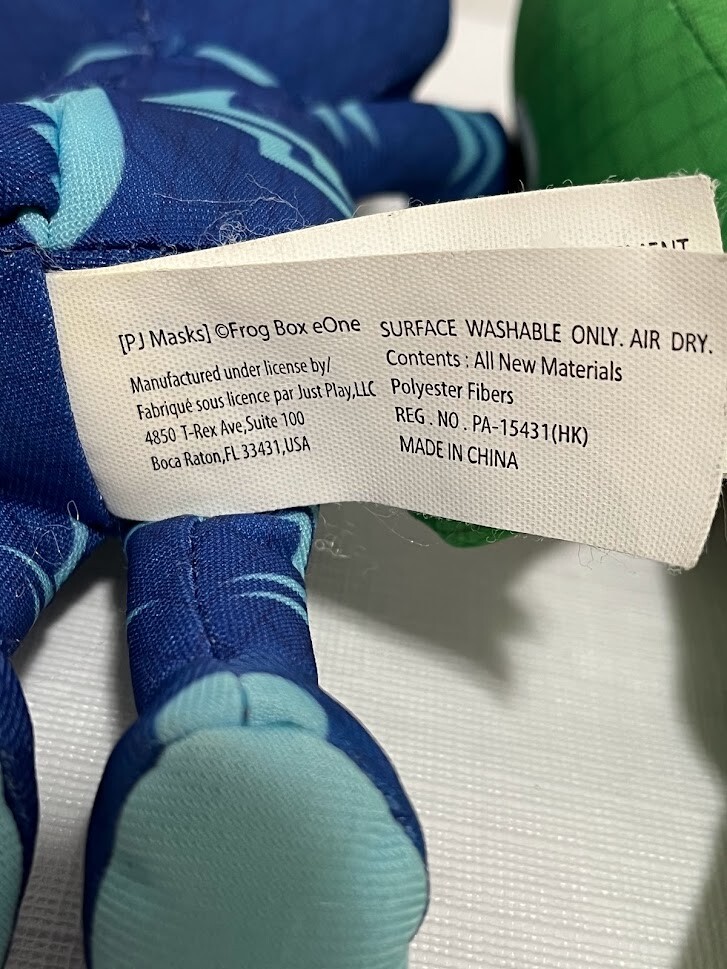 [PJ Masks] ©Frog Box eOne
Manufactured under license by/
Fabriqué sous licence par Just Play,LLC
4850 T-Rex Ave,Suite 100
Boca Raton,FL 33431,USA
SURFACE WASHABLE ONLY. AIR DRY.
Contents : All New Materials
Polyester Fibers
REG . NO . PA-15431(HK)
MADE IN CHINA